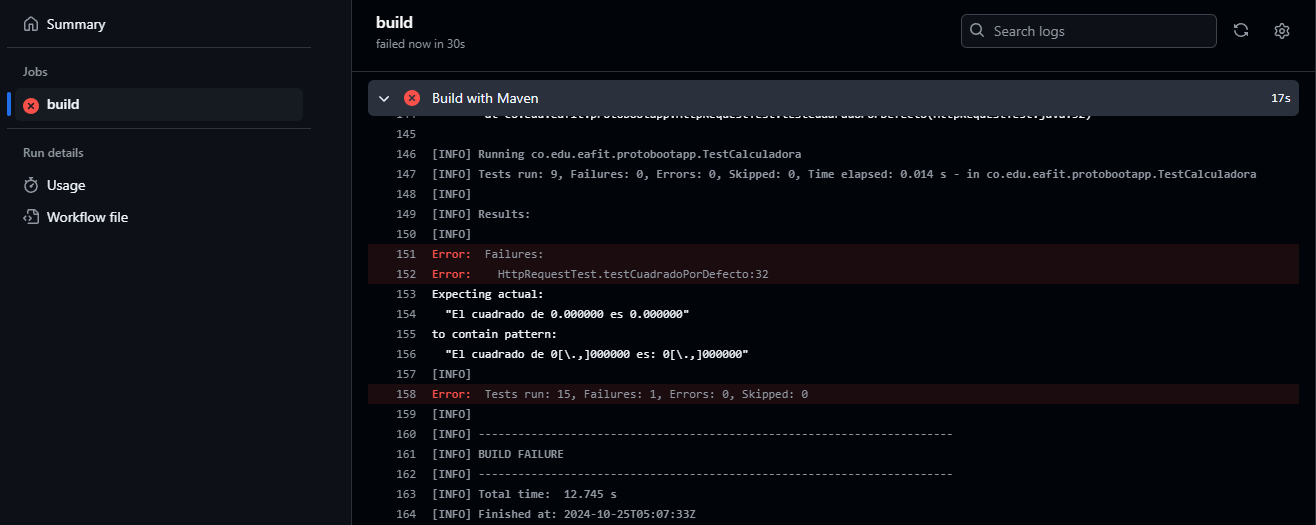 Summary
Jobs
build
Run details
Usage
Workflow file
build
failed now in 30s
Search logs
Build with Maven 17s
145
146 [INFO] Running co.edu.eafit.protobootapp.TestCalculadora
147 [INFO] Tests run: 9, Failures: 0, Errors: 0, Skipped: 0, Time elapsed: 0.014 s - in co.edu.eafit.protobootapp.TestCalculadora
148 [INFO]
149 [INFO] Results:
150 [INFO]
151 Error:  Failures:
152 Error:    HttpRequestTest.testCuadradoPorDefecto:32
153 Expecting actual:
154   "El cuadrado de 0.000000 es 0.000000"
155 to contain pattern:
156   "El cuadrado de 0[\.,]000000 es: 0[\.,]000000"
157 [INFO]
158 Error:  Tests run: 15, Failures: 1, Errors: 0, Skipped: 0
159 [INFO]
160 [INFO] ------------------------------------------------------------------------
161 [INFO] BUILD FAILURE
162 [INFO] ------------------------------------------------------------------------
163 [INFO] Total time:  12.745 s
164 [INFO] Finished at: 2024-10-25T05:07:33Z